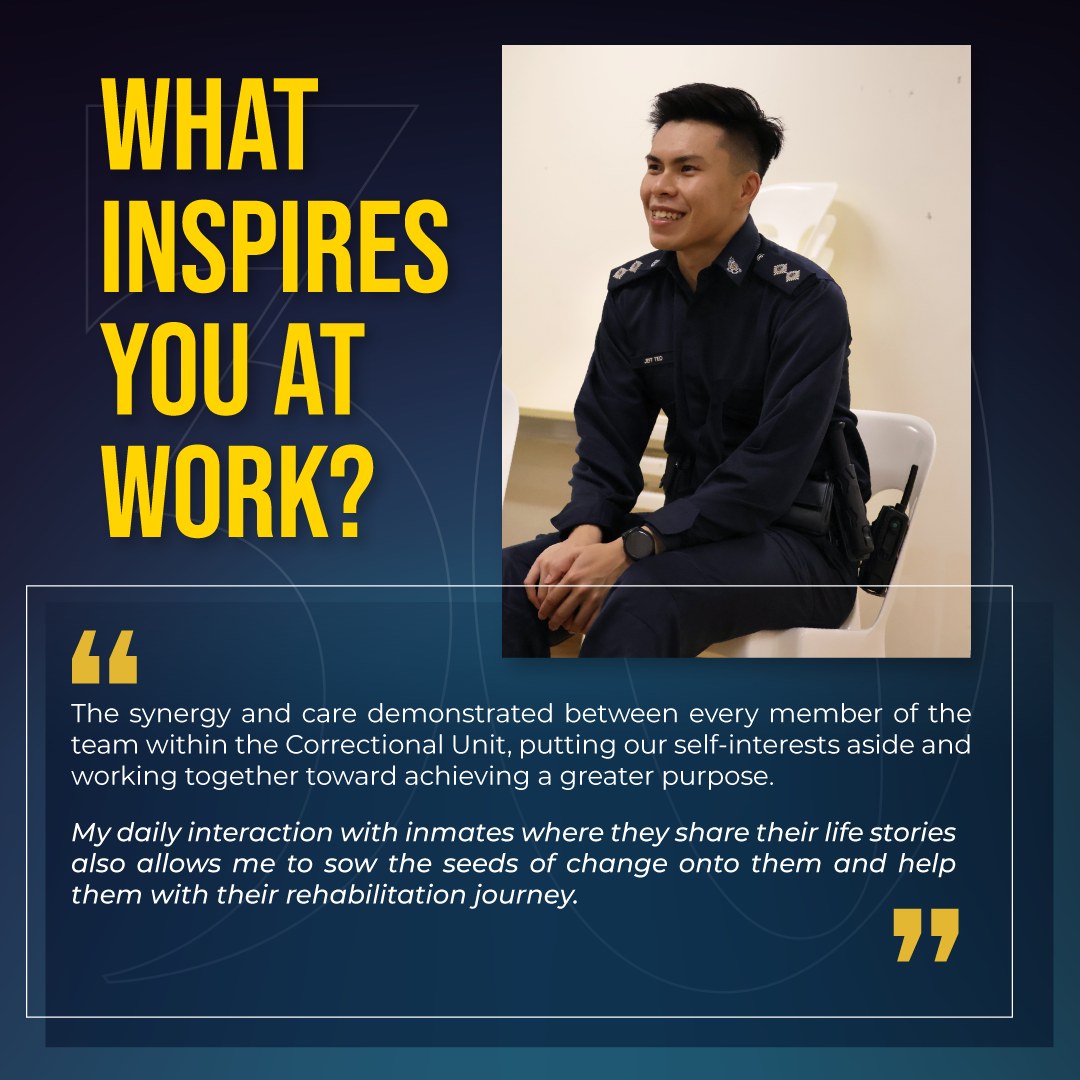 WHAT
INSPIRES
YOU AT
WORK?
JEFF TEO
“
The synergy and care demonstrated between every member of the
team within the Correctional Unit, putting our self-interests aside and
working together toward achieving a greater purpose.
My daily interaction with inmates where they share their life stories
also allows me to sow the seeds of change onto them and help
them with their rehabilitation journey.
”